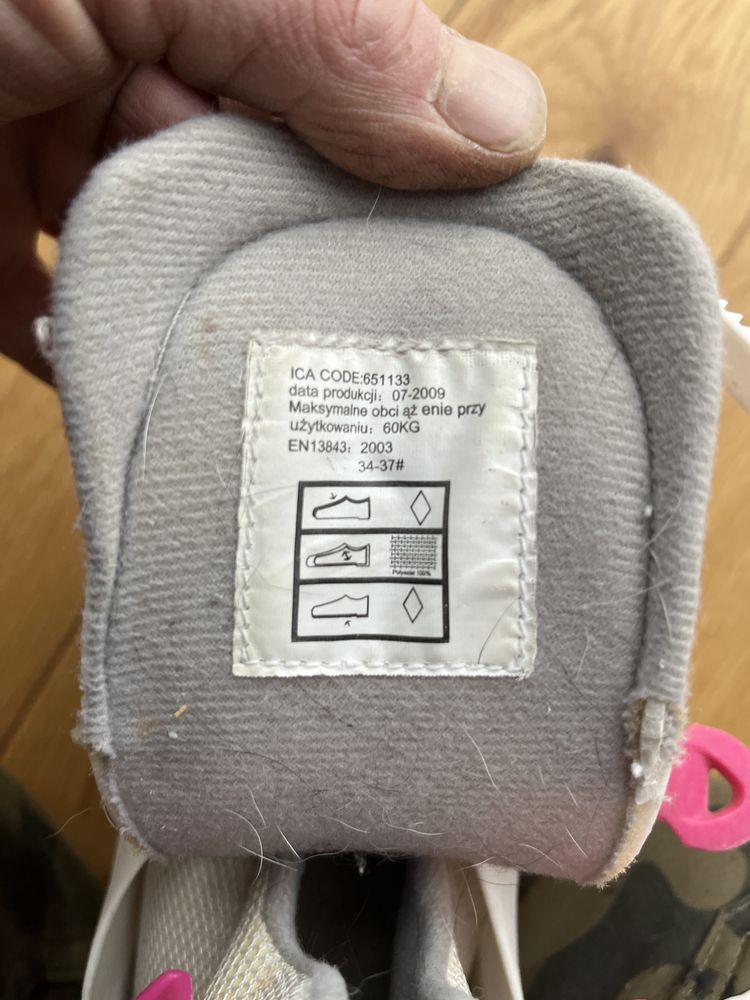 ICA CODE:651133
data produkcji: 07-2009
Maksymalne obci ąż enie przy
użytkowaniu: 60KG
EN13843: 2003
34-37#
Polyester 100%